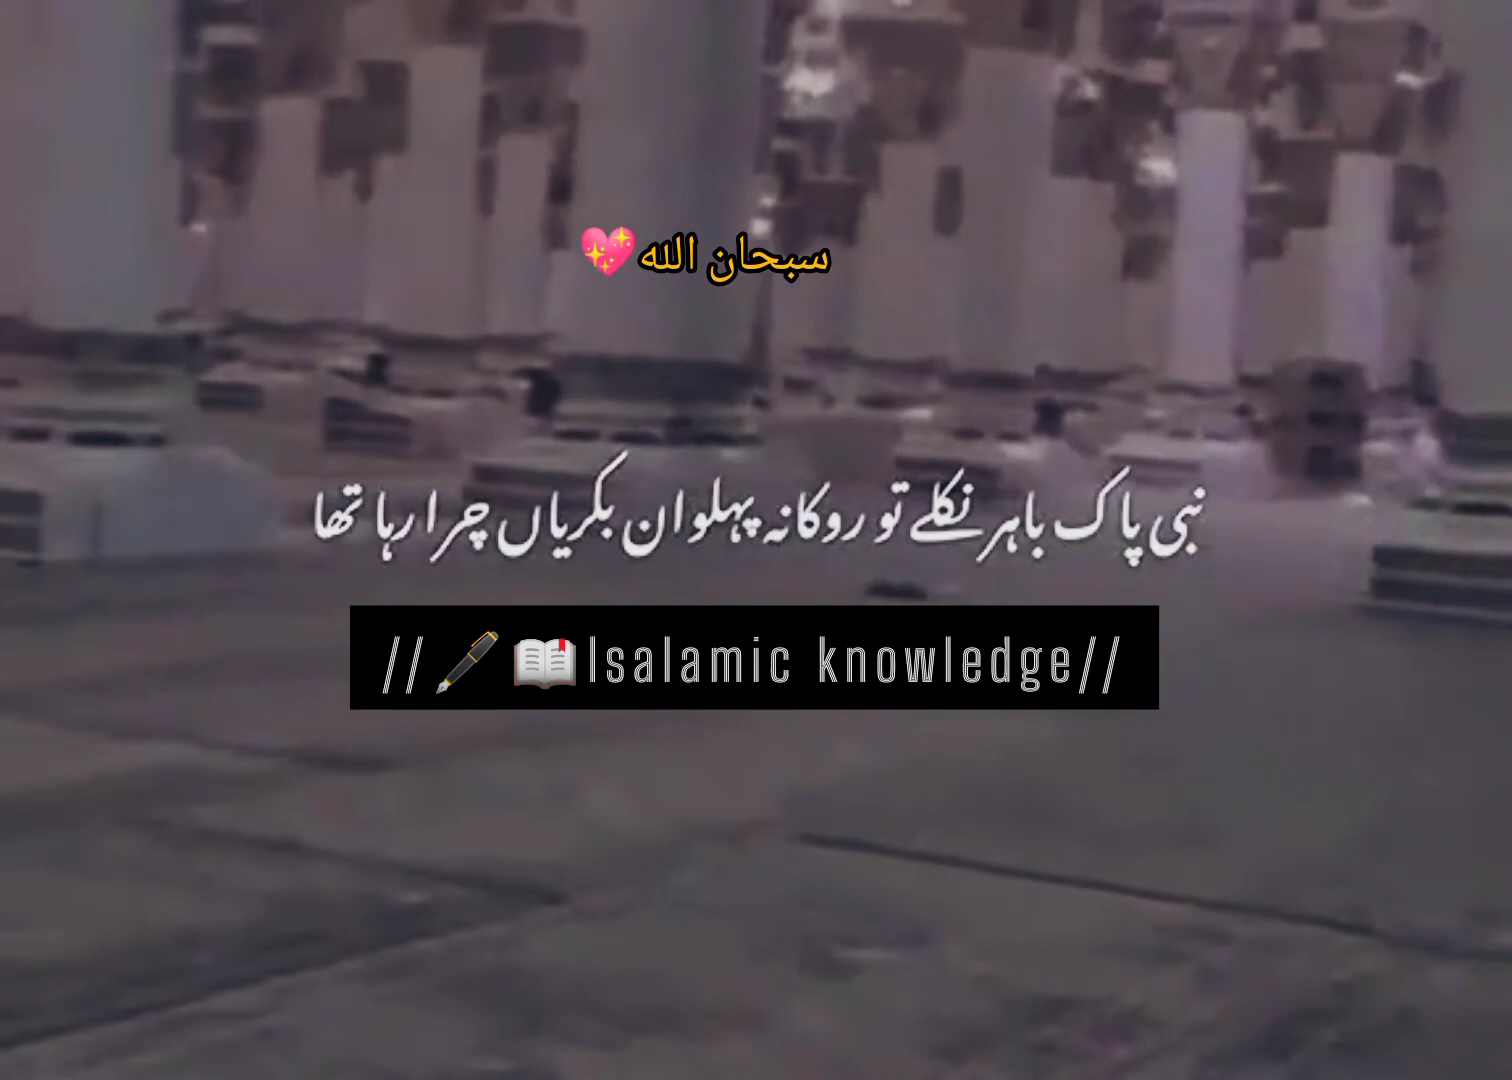 سبحان الله💖
نبی پاک باہر نکلے تو روکانہ پہلوان بکریاں چرا رہا تھا
//🖋️📖Isalamic knowledge//